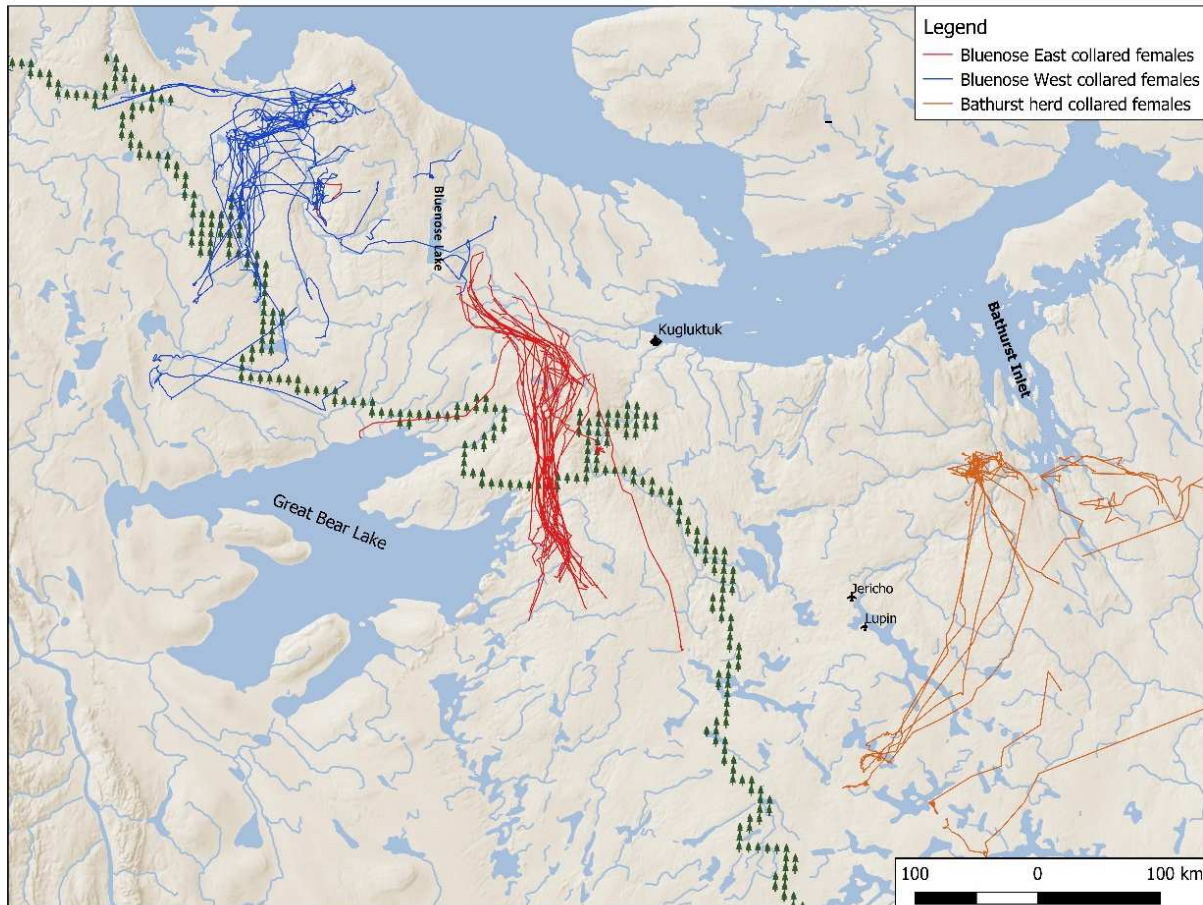 Legend
Bluenose East collared females
Bluenose West collared females
Bathurst herd collared females
Bluenose Lake
Kugluktuk
Bathurst Inlet
Great Bear Lake
Jericho
Lupin
100 0 100 km